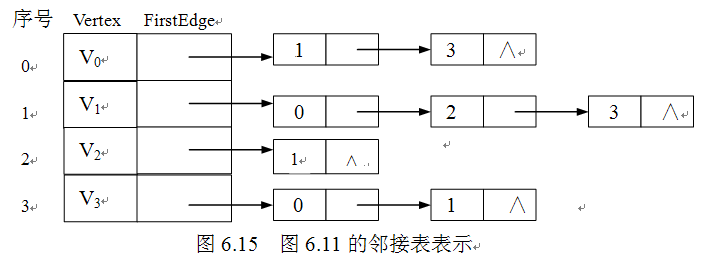 序号 Vertex FirstEdge
0 V0 1 3 ∧
1 V1 0 2 3 ∧
2 V2 1 ∧
3 V3 0 1 ∧
图 6.15 图 6.11 的邻接表表示